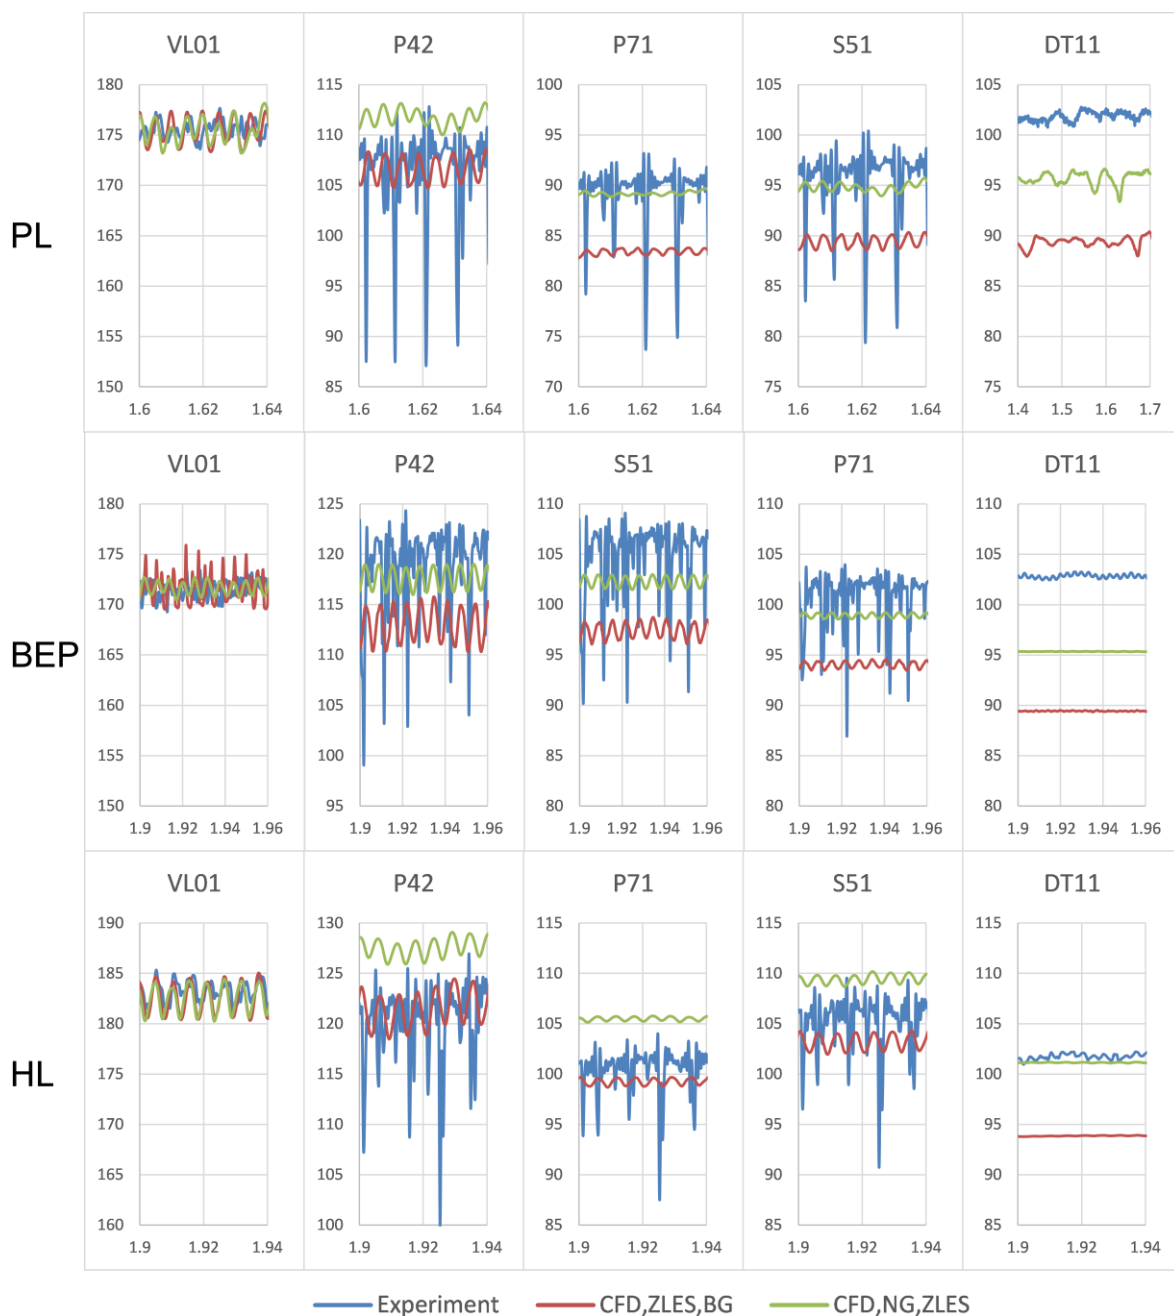 VL01 P42 P71 S51 DT11
180 115 100 105 105
175 110 95 100 100
170 105 90 95 95
PL
165 100 85 90 90
160 95 80 85 85
155 90 75 80 80
150 85 70 75 75
1.6 1.62 1.64 1.6 1.62 1.64 1.6 1.62 1.64 1.6 1.62 1.64 1.4 1.5 1.6 1.7
VL01 P42 S51 P71 DT11
180 125 110 110 110
175 120 105 105 105
170 115 100 100 100
BEP
165 110 95 95 95
160 105 90 90 90
155 100 85 85 85
150 95 80 80 80
1.9 1.92 1.94 1.96 1.9 1.92 1.94 1.96 1.9 1.92 1.94 1.96 1.9 1.92 1.94 1.96 1.9 1.92 1.94 1.96
VL01 P42 P71 S51 DT11
190 130 115 115 115
185 125 110 110 110
180 120 105 105 105
HL
175 115 100 100 100
170 110 95 95 95
165 105 90 90 90
160 100 85 85 85
1.9 1.92 1.94 1.9 1.92 1.94 1.9 1.92 1.94 1.9 1.92 1.94 1.9 1.92 1.94
Experiment CFD,ZLES,BG CFD,NG,ZLES